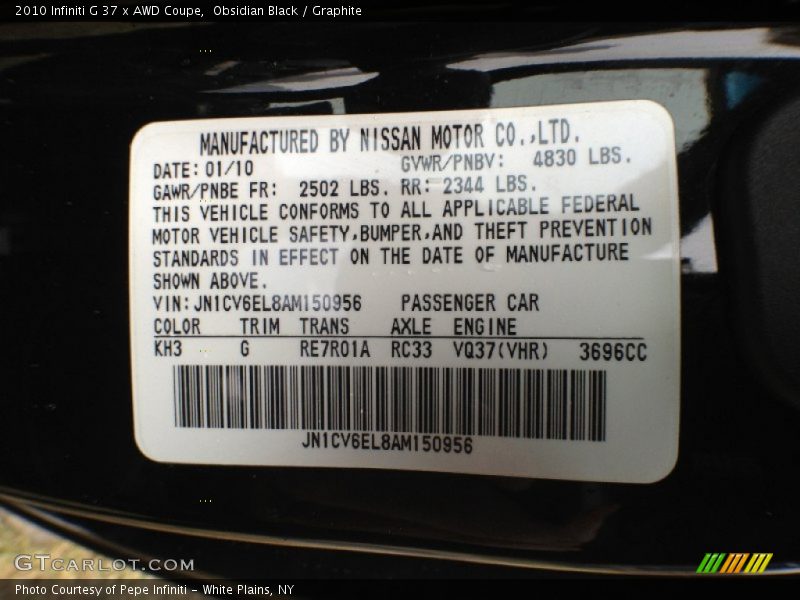 2010 Infiniti G 37 x AWD Coupe,  Obsidian Black / Graphite
MANUFACTURED BY NISSAN MOTOR CO.,LTD.
DATE: 01/10 GVWR/PNBV: 4830 LBS.
GAWR/PNBE FR: 2502 LBS. RR: 2344 LBS.
THIS VEHICLE CONFORMS TO ALL APPLICABLE FEDERAL
MOTOR VEHICLE SAFETY,BUMPER,AND THEFT PREVENTION
STANDARDS IN EFFECT ON THE DATE OF MANUFACTURE
SHOWN ABOVE.
VIN: JN1CV6EL8AM150956 PASSENGER CAR
COLOR TRIM TRANS AXLE ENGINE
KH3 G RE7R01A RC33 VQ37(VHR) 3696CC
JN1CV6EL8AM150956
GTCARLOT.COM
Photo Courtesy of Pepe Infiniti - White Plains, NY